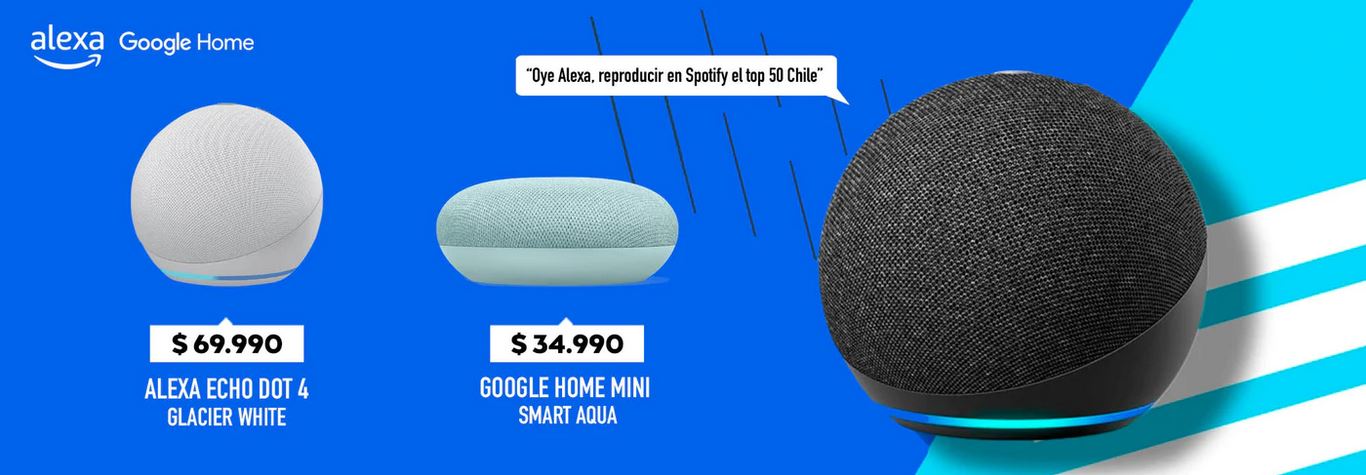 alexa
Google Home
“Oye Alexa, reproducir en Spotify el top 50 Chile”
$ 69.990
ALEXA ECHO DOT 4
GLACIER WHITE
$ 34.990
GOOGLE HOME MINI
SMART AQUA